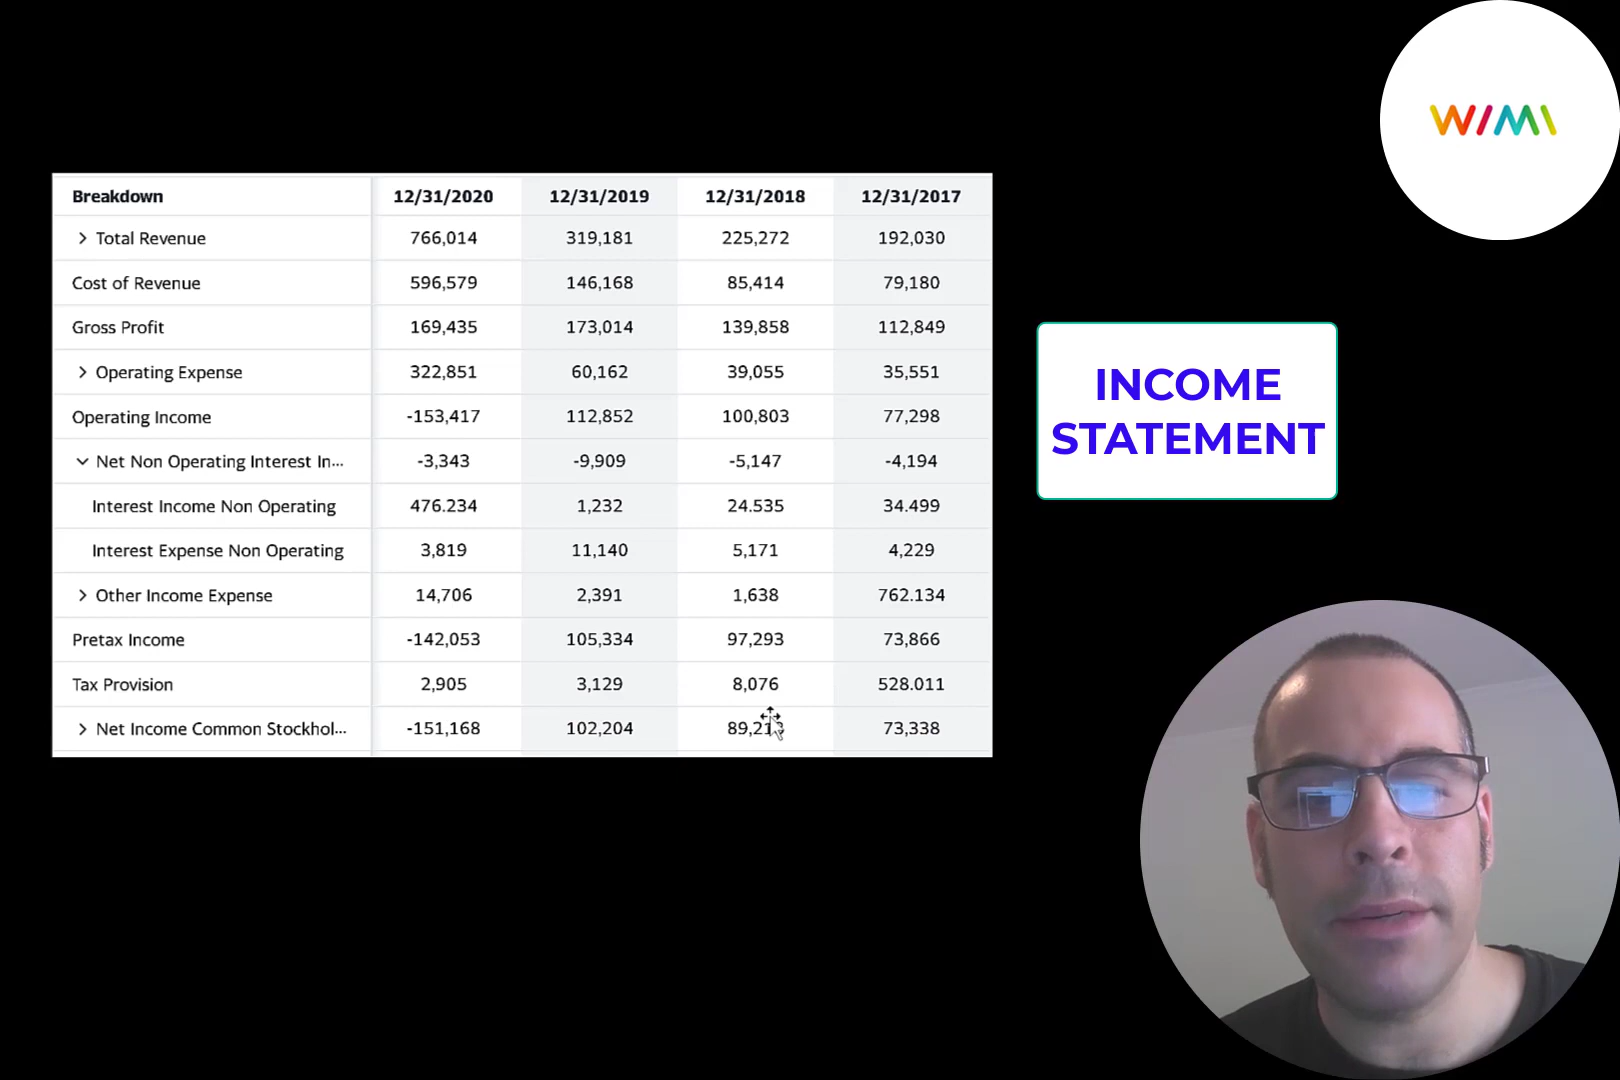 WIMI
Breakdown 12/31/2020 12/31/2019 12/31/2018 12/31/2017
Total Revenue 766,014 319,181 225,272 192,030
Cost of Revenue 596,579 146,168 85,414 79,180
Gross Profit 169,435 173,014 139,858 112,849
Operating Expense 322,851 60,162 39,055 35,551
Operating Income -153,417 112,852 100,803 77,298
Net Non Operating Interest In... -3,343 -9,909 -5,147 -4,194
Interest Income Non Operating 476.234 1,232 24.535 34.499
Interest Expense Non Operating 3,819 11,140 5,171 4,229
Other Income Expense 14,706 2,391 1,638 762.134
Pretax Income -142,053 105,334 97,293 73,866
Tax Provision 2,905 3,129 8,076 528.011
Net Income Common Stockhol... -151,168 102,204 73,338
INCOME
STATEMENT